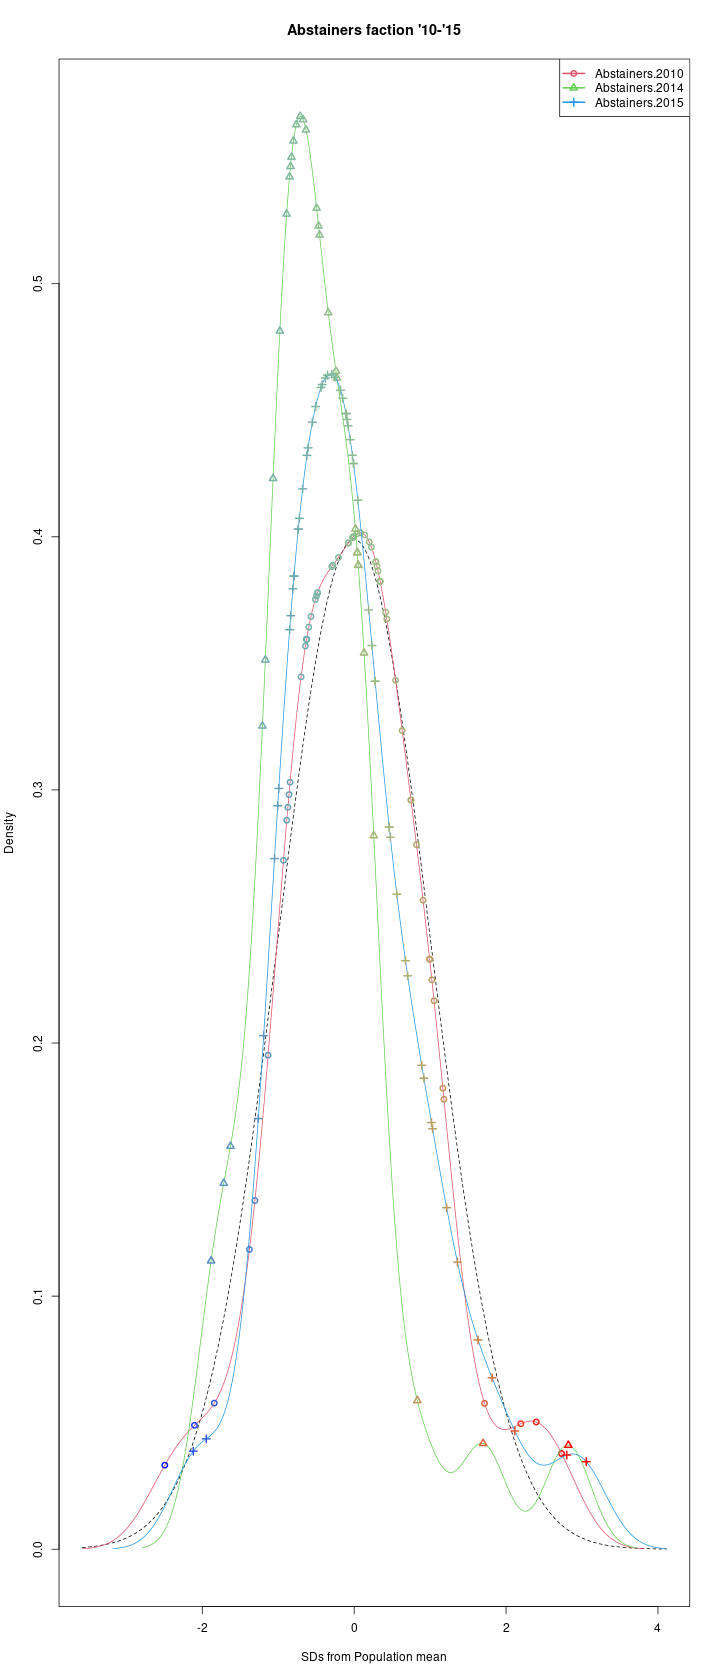 Abstainers faction '10-'15
Abstainers.2010
Abstainers.2014
Abstainers.2015
Density
0.5
0.4
0.3
0.2
0.1
0.0
-2 0 2 4
SDs from Population mean